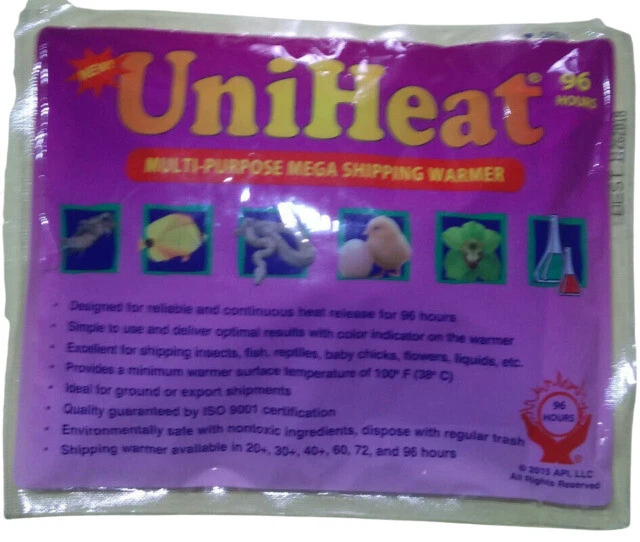 NEW!
UniHeat®
96
HOURS
MULTI-PURPOSE MEGA SHIPPING WARMER
• Designed for reliable and continuous heat release for 96 hours
• Simple to use and deliver optimal results with color indicator on the warmer
• Excellent for shipping insects, fish, reptiles, baby chicks, flowers, liquids, etc.
• Provides a minimum warmer surface temperature of 100° F (38° C)
• Ideal for ground or export shipments
• Quality guaranteed by ISO 9001 certification
• Environmentally safe with nontoxic ingredients, dispose with regular trash
• Shipping warmer available in 20+, 30+, 40+, 60, 72, and 96 hours
96
HOURS
®
© 2015 API, LLC
All Rights Reserved
BEST